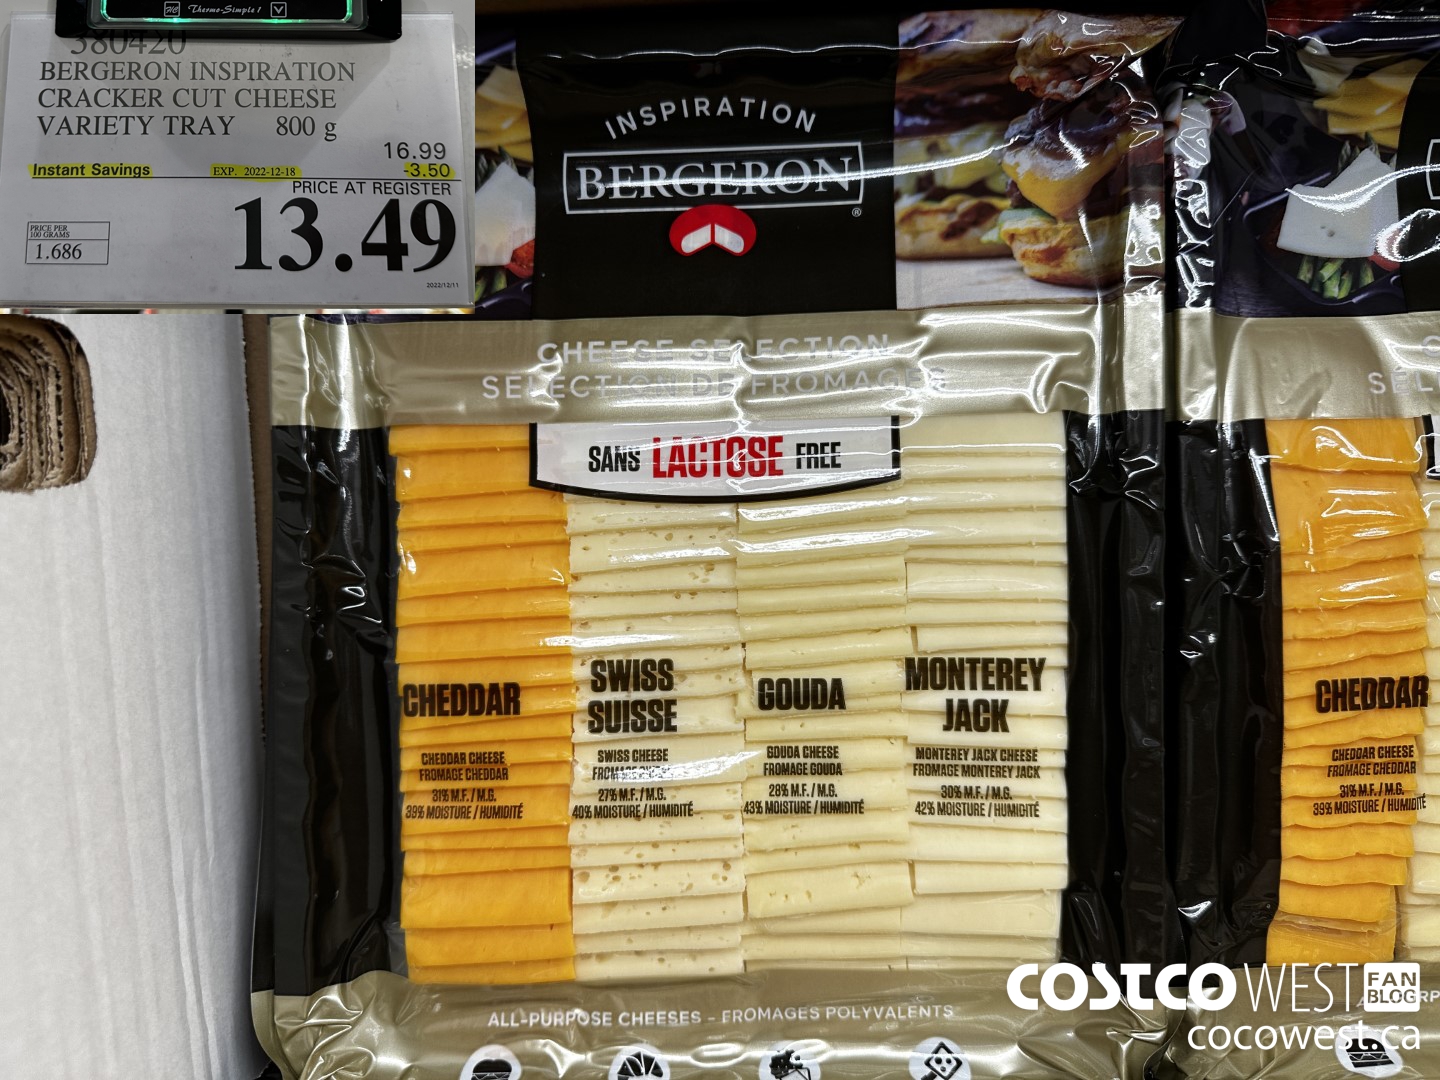 Thermo-Simple 1
380420
BERGERON INSPIRATION
CRACKER CUT CHEESE
VARIETY TRAY 800 g
16.99
Instant Savings EXP. 2022-12-18 -3.50
PRICE AT REGISTER
13.49
PRICE PER
100 GRAMS
1.686
2022/12/11
INSPIRATION
BERGERON
®
CHEESE SELECTION
SÉLECTION DE FROMAGES
SANS LACTOSE FREE
CHEDDAR
CHEDDAR CHEESE
FROMAGE CHEDDAR
31% M.F. / M.G.
39% MOISTURE / HUMIDITÉ
SWISS
SUISSE
SWISS CHEESE
FROMAGE SUISSE
27% M.F. / M.G.
40% MOISTURE / HUMIDITÉ
GOUDA
GOUDA CHEESE
FROMAGE GOUDA
28% M.F. / M.G.
43% MOISTURE / HUMIDITÉ
MONTEREY
JACK
MONTEREY JACK CHEESE
FROMAGE MONTEREY JACK
30% M.F. / M.G.
42% MOISTURE / HUMIDITÉ
CHEDDAR
CHEDDAR CHEESE
FROMAGE CHEDDAR
31% M.F. / M.G.
39% MOISTURE / HUMIDITÉ
ALL-PURPOSE CHEESES – FROMAGES POLYVALENTS
COSTCO WEST FAN BLOG
cocowest.ca